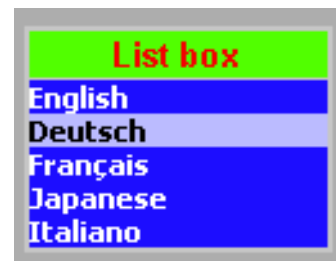 List box
English
Deutsch
Français
Japanese
Italiano